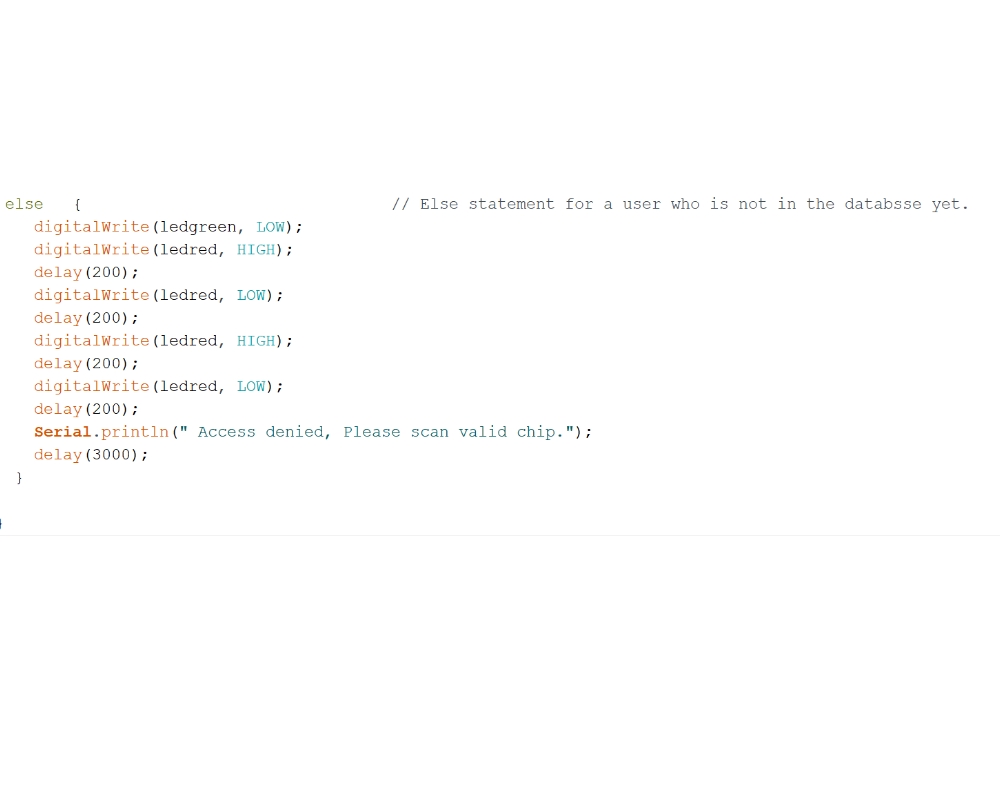 else   {                                // Else statement for a user who is not in the databsse yet.
   digitalWrite(ledgreen, LOW);
   digitalWrite(ledred, HIGH);
   delay(200);
   digitalWrite(ledred, LOW);
   delay(200);
   digitalWrite(ledred, HIGH);
   delay(200);
   digitalWrite(ledred, LOW);
   delay(200);
   Serial.println(" Access denied, Please scan valid chip.");
   delay(3000);
 }
}